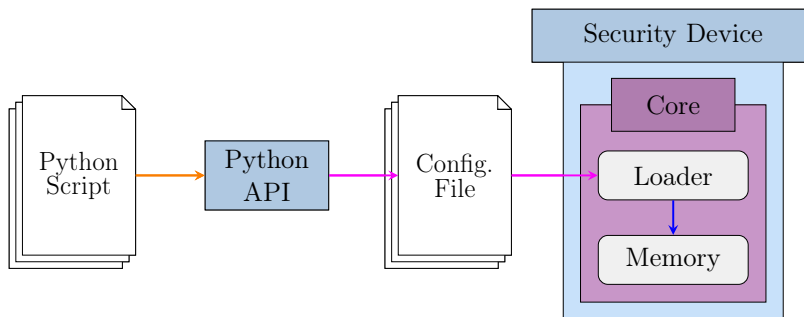 Security Device
Core
Python
Script
Python
API
Config.
File
Loader
Memory